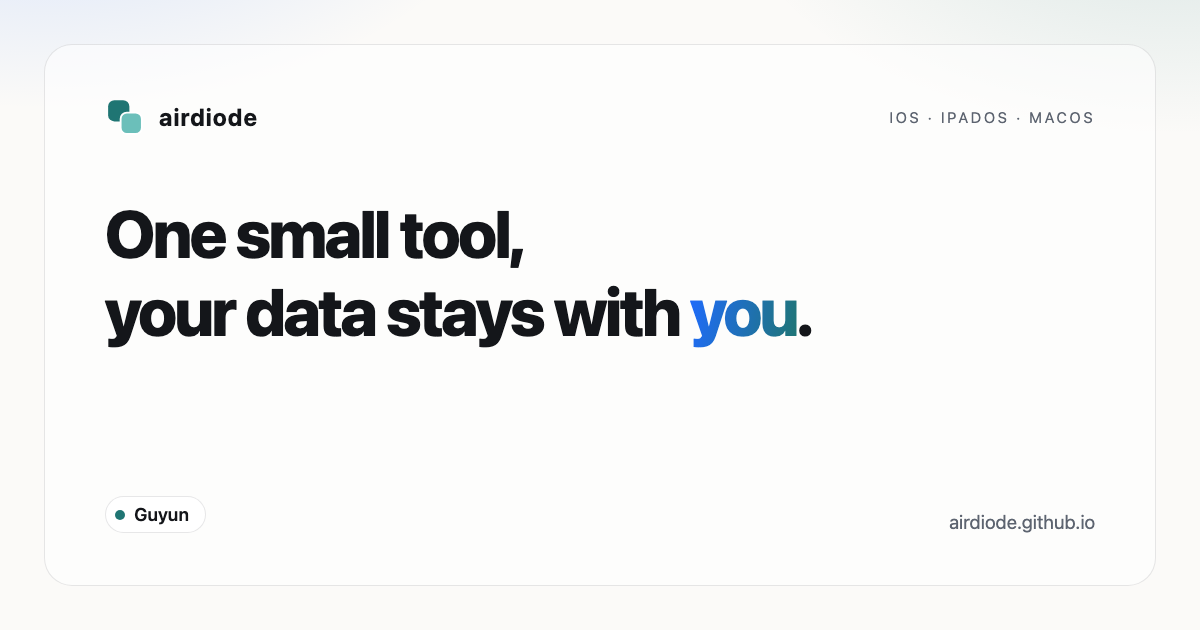 airdiode
IOS · IPADOS · MACOS
One small tool,
your data stays with you.
Guyun
airdiode.github.io